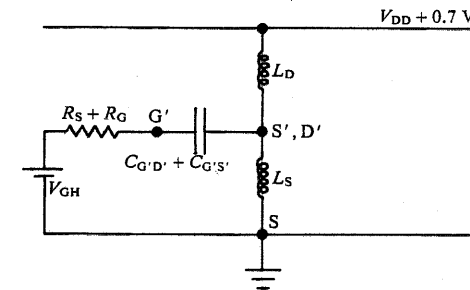 V_DD + 0.7 V
L_D
R_S + R_G
G′
S′, D′
C_G′D′ + C_G′S′
L_S
V_GH
S